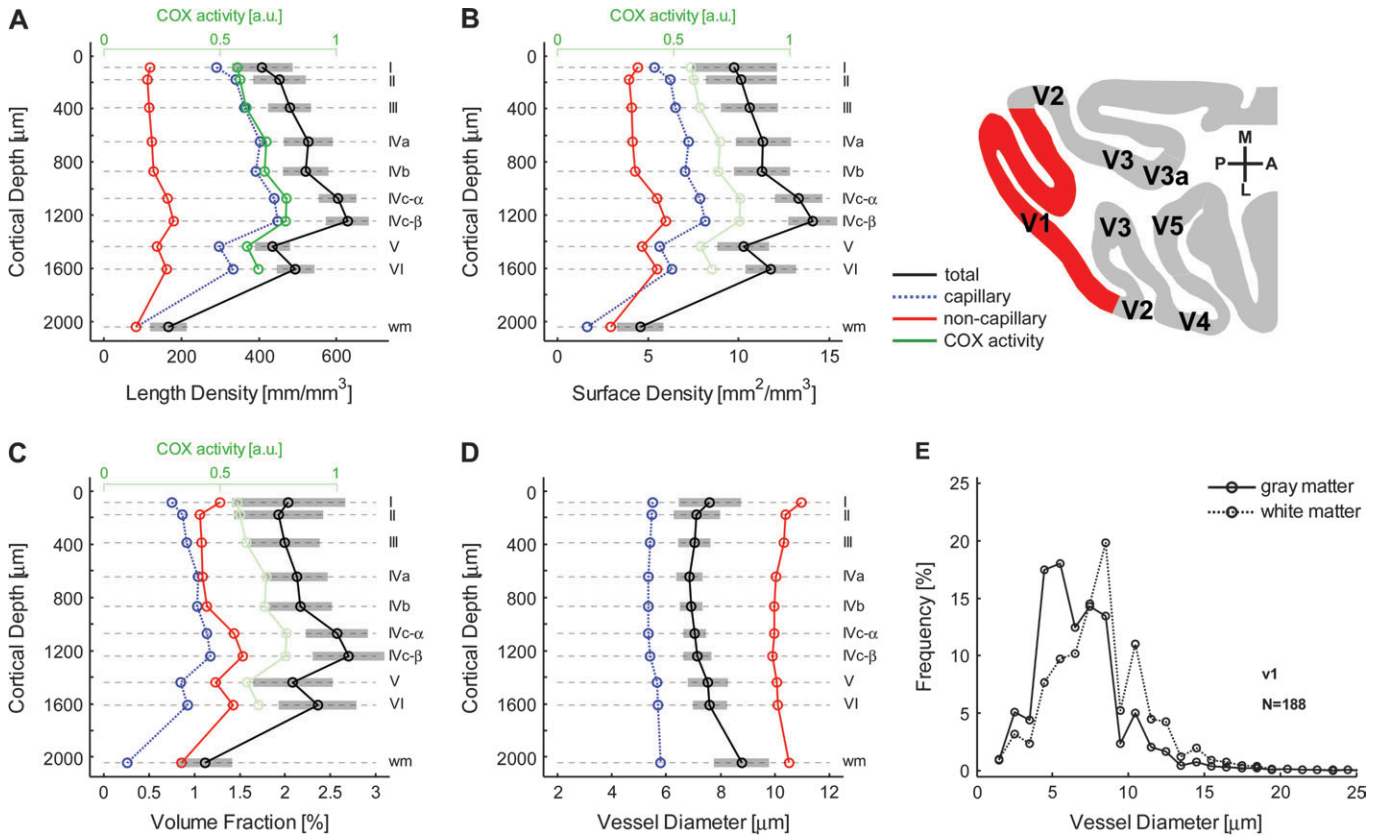 A
COX activity [a.u.]
0 0.5 1
Cortical Depth [μm]
0
400
800
1200
1600
2000
I
II
III
IVa
IVb
IVc-α
IVc-β
V
VI
wm
200 400 600
Length Density [mm/mm³]
B
COX activity [a.u.]
0 0.5 1
Cortical Depth [μm]
0
400
800
1200
1600
2000
I
II
III
IVa
IVb
IVc-α
IVc-β
V
VI
wm
0 5 10 15
Surface Density [mm²/mm³]
total
capillary
non-capillary
COX activity
V2
V3
V3a
V1
V3
V5
V2
V4
M
P A
L
C
COX activity [a.u.]
0 0.5 1
Cortical Depth [μm]
0
400
800
1200
1600
2000
I
II
III
IVa
IVb
IVc-α
IVc-β
V
VI
wm
0 0.5 1 1.5 2 2.5 3
Volume Fraction [%]
D
Cortical Depth [μm]
0
400
800
1200
1600
2000
I
II
III
IVa
IVb
IVc-α
IVc-β
V
VI
wm
2 4 6 8 10 12
Vessel Diameter [μm]
E
gray matter
white matter
Frequency [%]
25
20
15
10
5
0
v1
N=188
0 5 10 15 20 25
Vessel Diameter [μm]